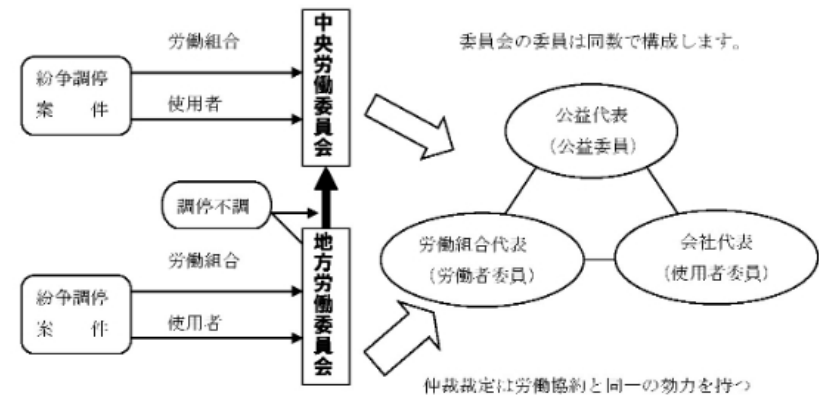 労働組合
紛争調停
案 件
使用者
中央労働委員会
委員会の委員は同数で構成します。
公益代表
（公益委員）
調停不調
労働組合代表
（労働者委員）
会社代表
（使用者委員）
労働組合
紛争調停
案 件
使用者
地方労働委員会
仲裁裁定は労働協約と同一の効力を持つ